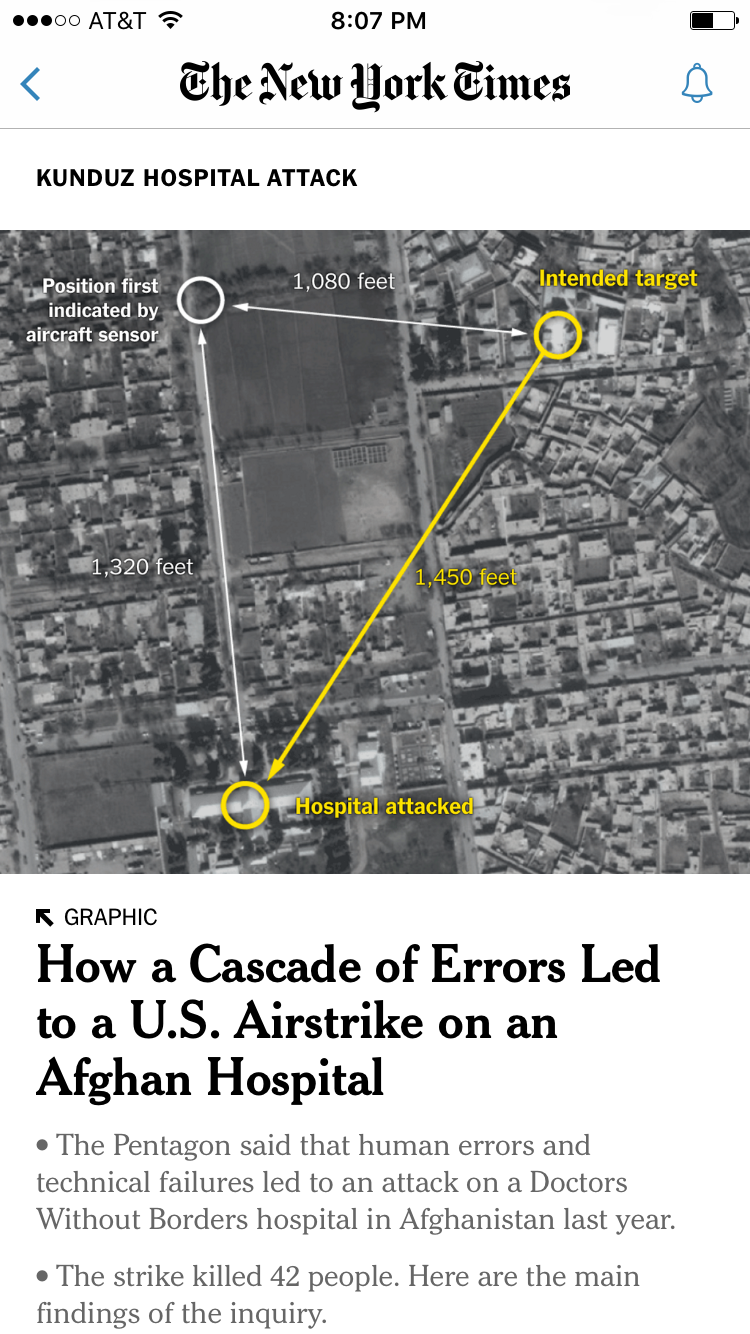 AT&T 8:07 PM
The New York Times
KUNDUZ HOSPITAL ATTACK
Position first
indicated by
aircraft sensor
1,080 feet
Intended target
1,320 feet
1,450 feet
Hospital attacked
GRAPHIC
How a Cascade of Errors Led
to a U.S. Airstrike on an
Afghan Hospital
• The Pentagon said that human errors and
technical failures led to an attack on a Doctors
Without Borders hospital in Afghanistan last year.
• The strike killed 42 people. Here are the main
findings of the inquiry.